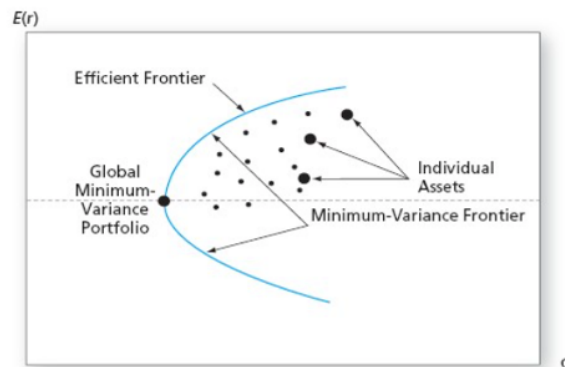 E(r)
Efficient Frontier
Global
Minimum-
Variance
Portfolio
Individual
Assets
Minimum-Variance Frontier